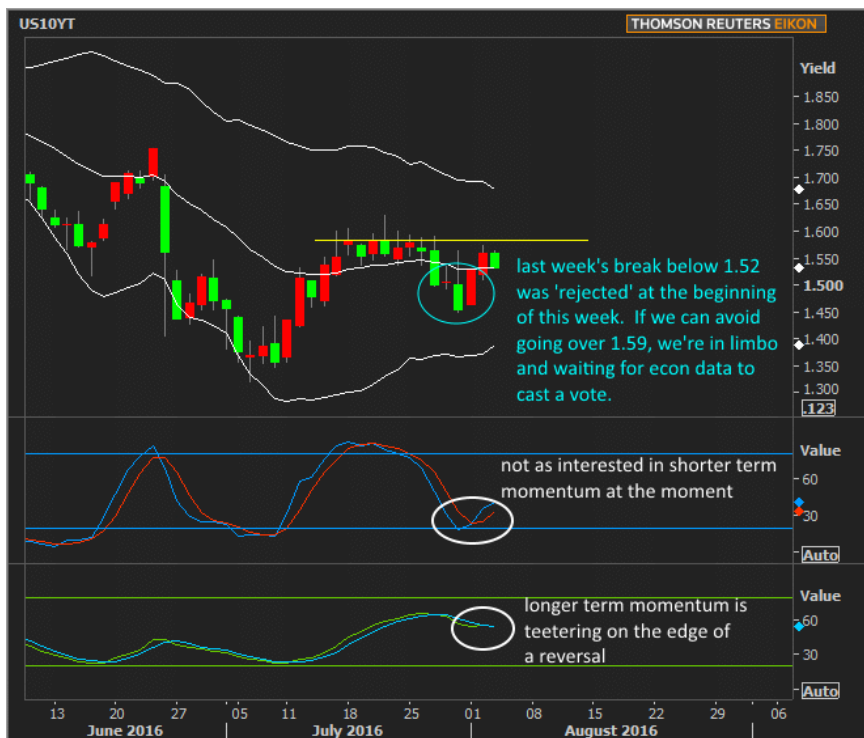 US10YT
THOMSON REUTERS EIKON
Yield
1.850
1.800
1.750
1.700
1.650
1.600
1.550
1.500
1.450
1.400
1.350
1.300
.123
last week's break below 1.52
was 'rejected' at the beginning
of this week. If we can avoid
going over 1.59, we're in limbo
and waiting for econ data to
cast a vote.
Value
60
30
Auto
not as interested in shorter term
momentum at the moment
Value
60
30
Auto
longer term momentum is
teetering on the edge of
a reversal
13 20 27 05 11 18 25 01 08 15 22 29 06
June 2016 July 2016 August 2016